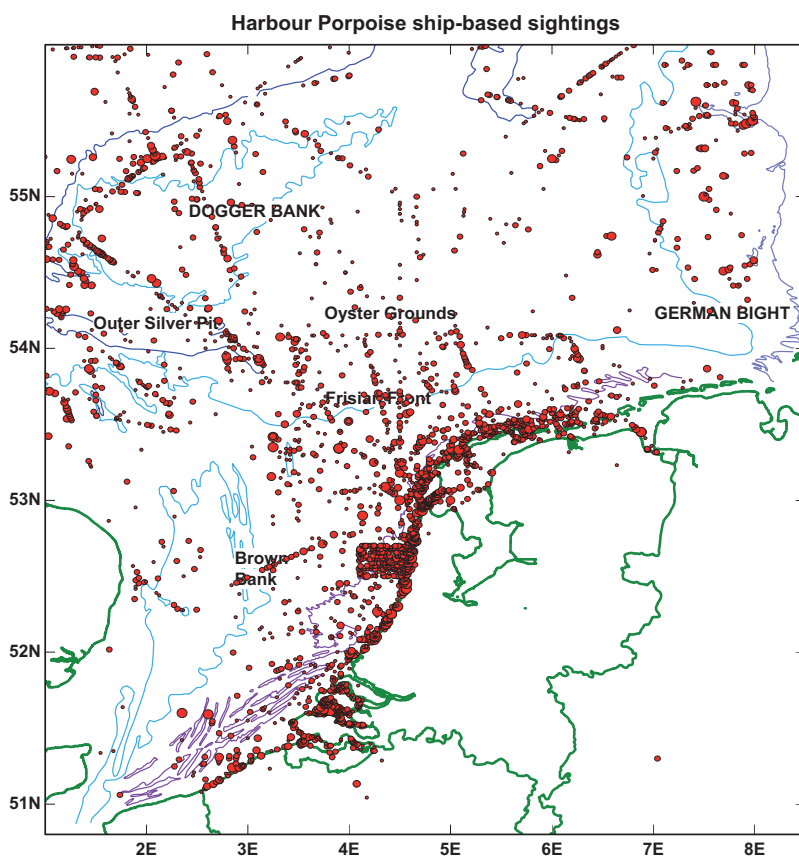 Harbour Porpoise ship-based sightings
55N
DOGGER BANK
Outer Silver Pit
Oyster Grounds
GERMAN BIGHT
54N
Frisian Front
53N
Brown
Bank
52N
51N
2E 3E 4E 5E 6E 7E 8E